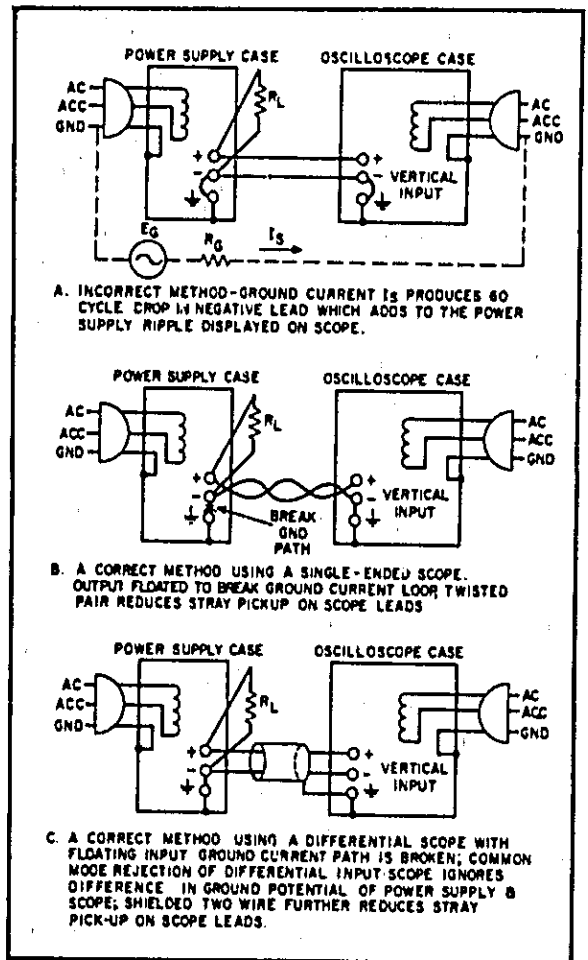 POWER SUPPLY CASE
OSCILLOSCOPE CASE
AC
ACC
GND
RL
+
-
+
-
VERTICAL
INPUT
AC
ACC
GND
EG
RG
IS
A. INCORRECT METHOD-GROUND CURRENT IS PRODUCES 60
CYCLE DROP IN NEGATIVE LEAD WHICH ADDS TO THE POWER
SUPPLY RIPPLE DISPLAYED ON SCOPE.
POWER SUPPLY CASE
OSCILLOSCOPE CASE
AC
ACC
GND
RL
+
-
+
-
VERTICAL
INPUT
BREAK
GND
PATH
AC
ACC
GND
B. A CORRECT METHOD USING A SINGLE-ENDED SCOPE.
OUTPUT FLOATED TO BREAK GROUND CURRENT LOOP, TWISTED
PAIR REDUCES STRAY PICKUP ON SCOPE LEADS
POWER SUPPLY CASE
OSCILLOSCOPE CASE
AC
ACC
GND
RL
+
-
+
-
VERTICAL
INPUT
AC
ACC
GND
C. A CORRECT METHOD USING A DIFFERENTIAL SCOPE WITH
FLOATING INPUT GROUND CURRENT PATH IS BROKEN; COMMON
MODE REJECTION OF DIFFERENTIAL INPUT SCOPE IGNORES
DIFFERENCE IN GROUND POTENTIAL OF POWER SUPPLY &
SCOPE; SHIELDED TWO WIRE FURTHER REDUCES STRAY
PICK-UP ON SCOPE LEADS.